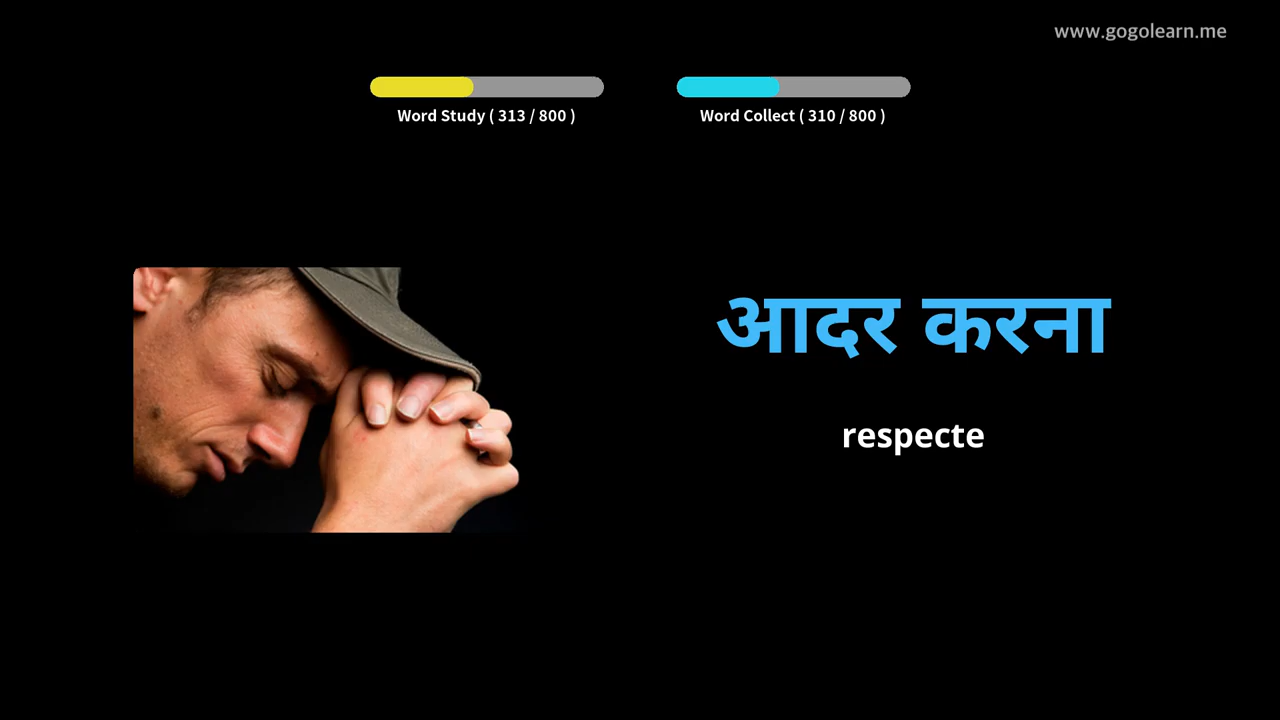 www.gogolearn.me
Word Study ( 313 / 800 )
Word Collect ( 310 / 800 )
आदर करना
respecte